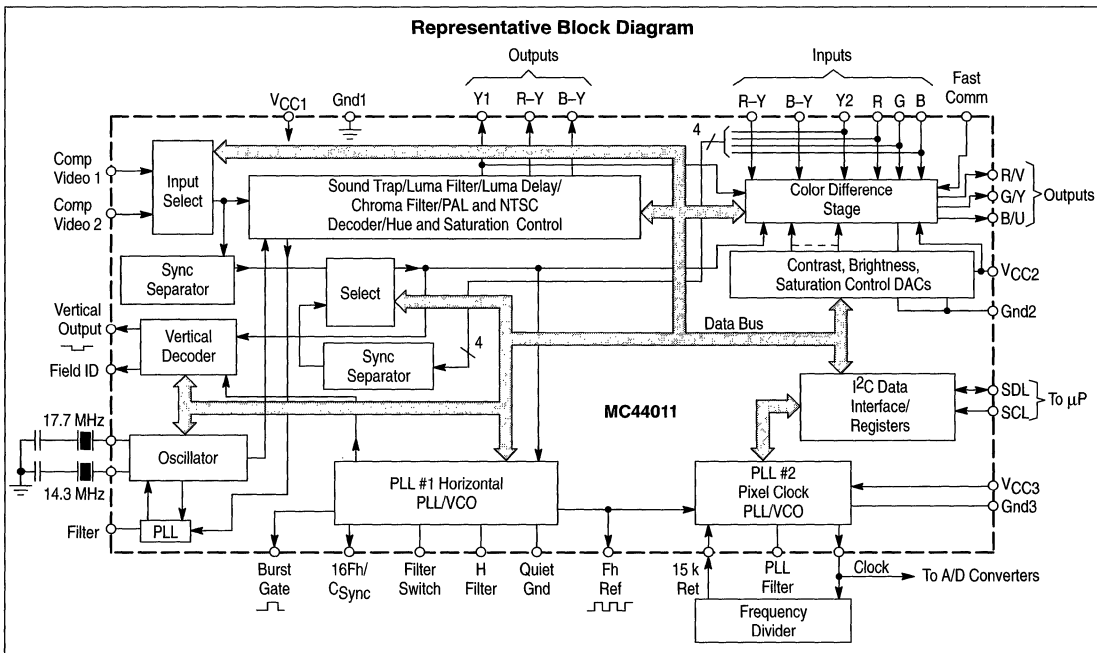 Representative Block Diagram
Outputs
Inputs
VCC1
Gnd1
Y1
R–Y
B–Y
R–Y
B–Y
Y2
R
G
B
Fast
Comm
4
Comp
Video 1
Comp
Video 2
Input
Select
Sound Trap/Luma Filter/Luma Delay/
Chroma Filter/PAL and NTSC
Decoder/Hue and Saturation Control
Color Difference
Stage
R/V
G/Y
B/U
Outputs
Sync
Separator
Select
Contrast, Brightness,
Saturation Control DACs
VCC2
Gnd2
Vertical
Output
Field ID
Vertical
Decoder
Sync
Separator
4
Data Bus
MC44011
I2C Data
Interface/
Registers
SDL
SCL
To µP
17.7 MHz
14.3 MHz
Oscillator
Filter
PLL
PLL #1 Horizontal
PLL/VCO
PLL #2
Pixel Clock
PLL/VCO
VCC3
Gnd3
Burst
Gate
16Fh/
CSync
Filter
Switch
H
Filter
Quiet
Gnd
Fh
Ref
15 k
Ret
PLL
Filter
Clock
To A/D Converters
Frequency
Divider